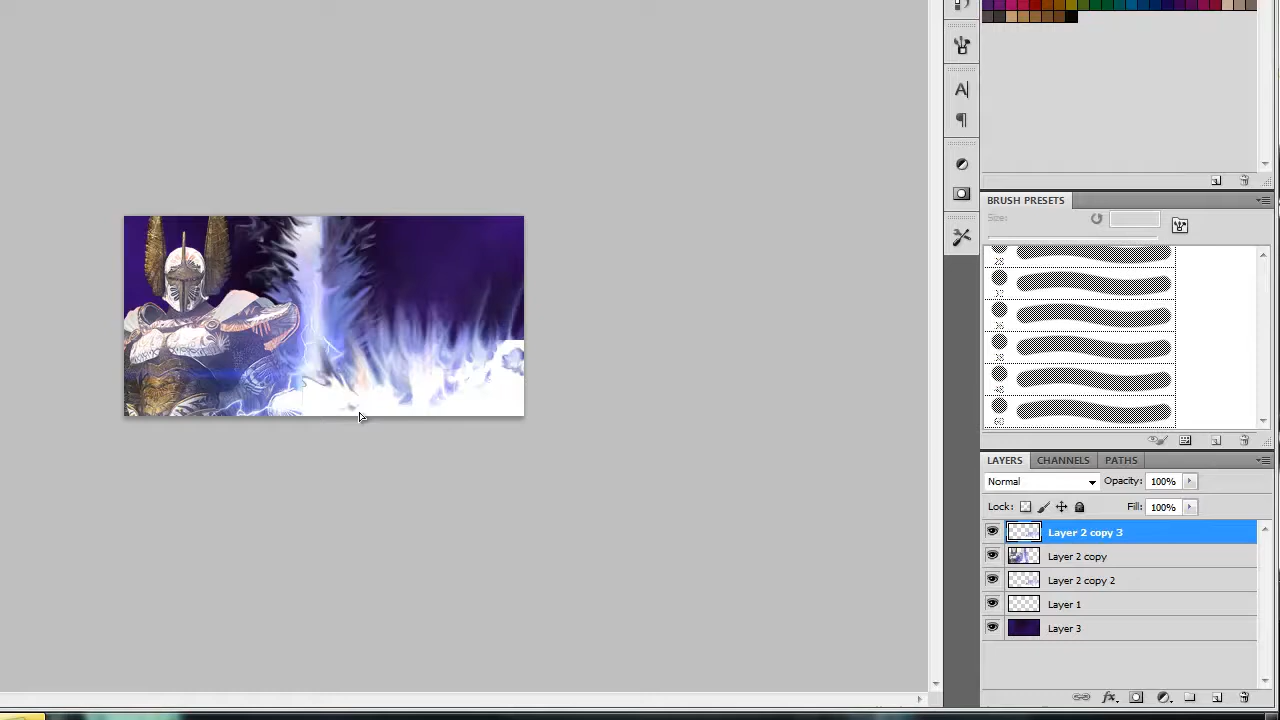 BRUSH PRESETS
Size:
LAYERS CHANNELS PATHS
Normal Opacity: 100%
Lock: Fill: 100%
Layer 2 copy 3
Layer 2 copy
Layer 2 copy 2
Layer 1
Layer 3